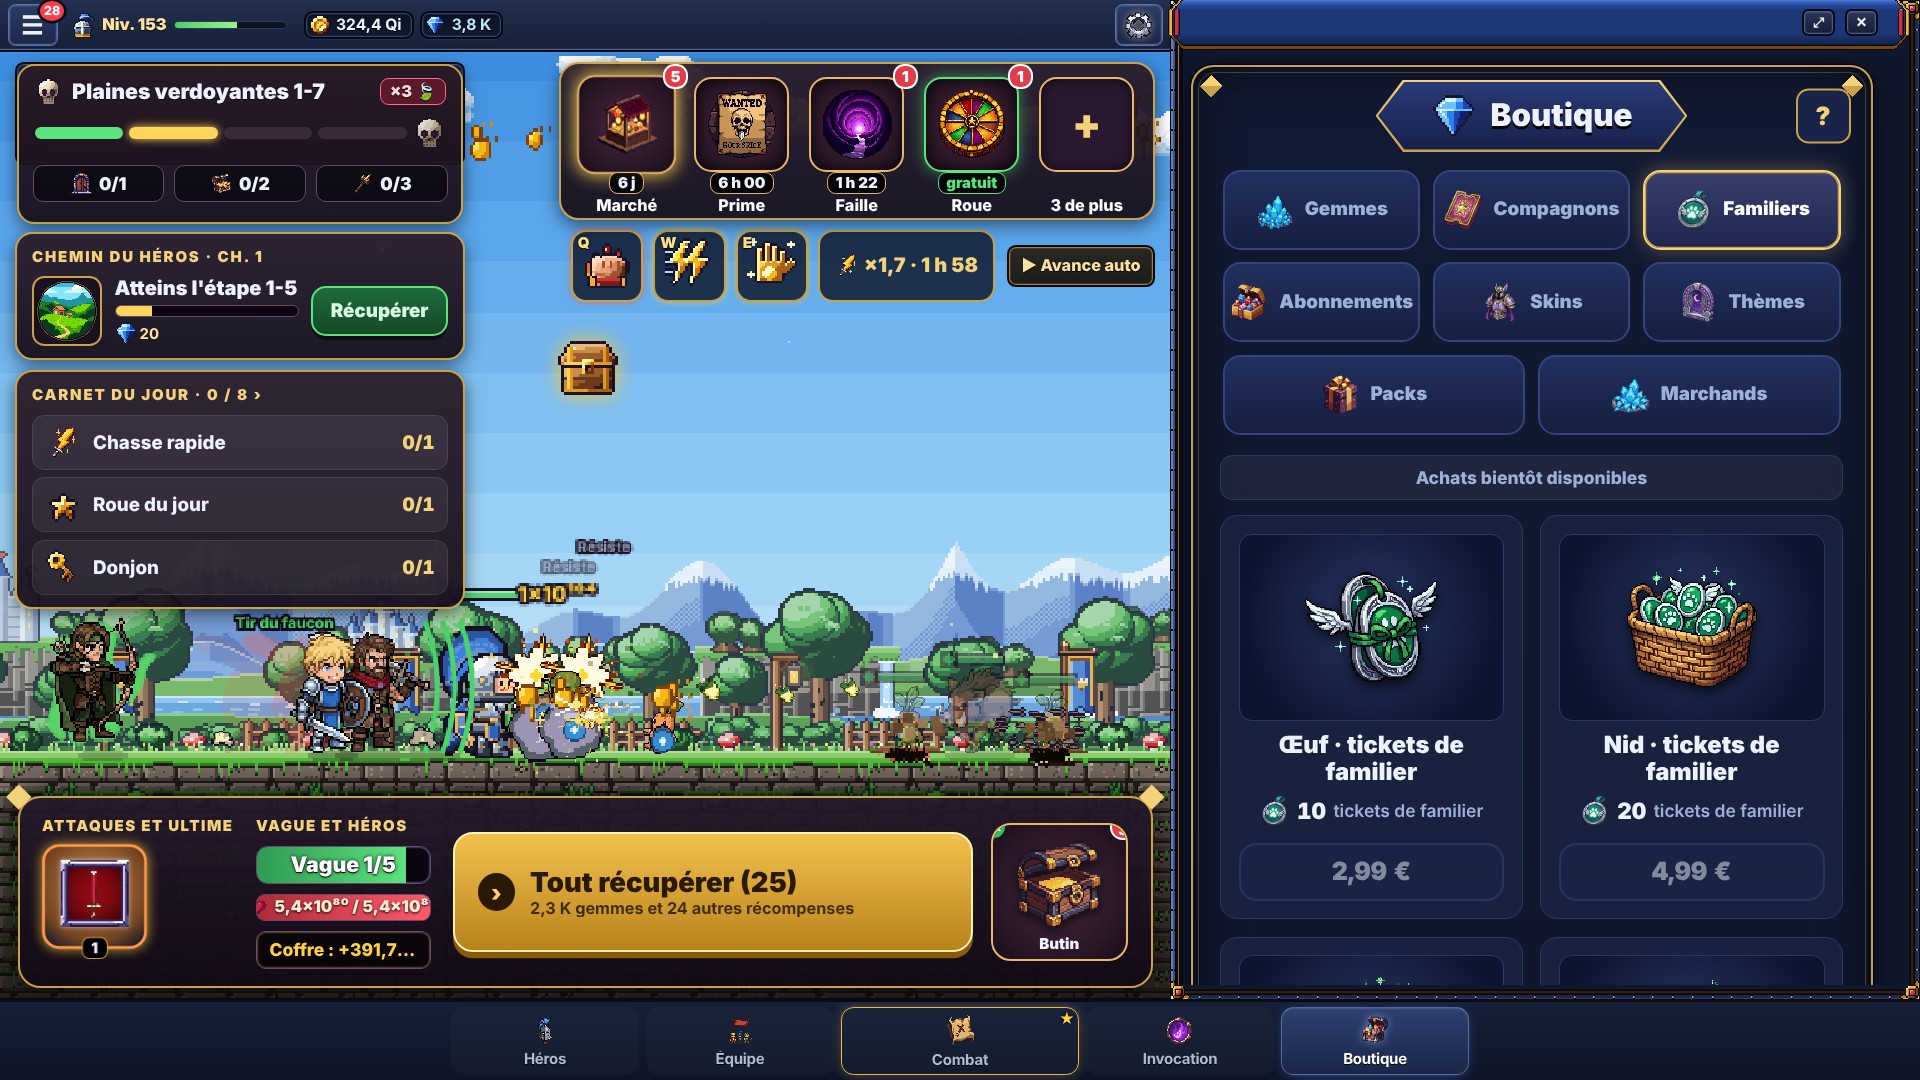 28
Niv. 153
324,4 Qi
3,8 K
Plaines verdoyantes 1-7
×3
0/1
0/2
0/3
CHEMIN DU HÉROS · CH. 1
Atteins l'étape 1-5
20
Récupérer
CARNET DU JOUR · 0 / 8 ›
Chasse rapide
0/1
Roue du jour
0/1
Donjon
0/1
5
WANTED
6 j
Marché
6 h 00
Prime
1
1 h 22
Faille
1
gratuit
Roue
+
3 de plus
Q
W
E
×1,7 · 1 h 58
Avance auto
Résiste
Résiste
Tir du faucon
ATTAQUES ET ULTIME
1
VAGUE ET HÉROS
Vague 1/5
5,4×10⁸⁰ / 5,4×10⁸
Coffre : +391,7...
Tout récupérer (25)
2,3 K gemmes et 24 autres récompenses
Butin
Boutique
?
Gemmes
Compagnons
Familiers
Abonnements
Skins
Thèmes
Packs
Marchands
Achats bientôt disponibles
Œuf · tickets de
familier
10 tickets de familier
2,99 €
Nid · tickets de
familier
20 tickets de familier
4,99 €
Héros
Équipe
Combat
Invocation
Boutique